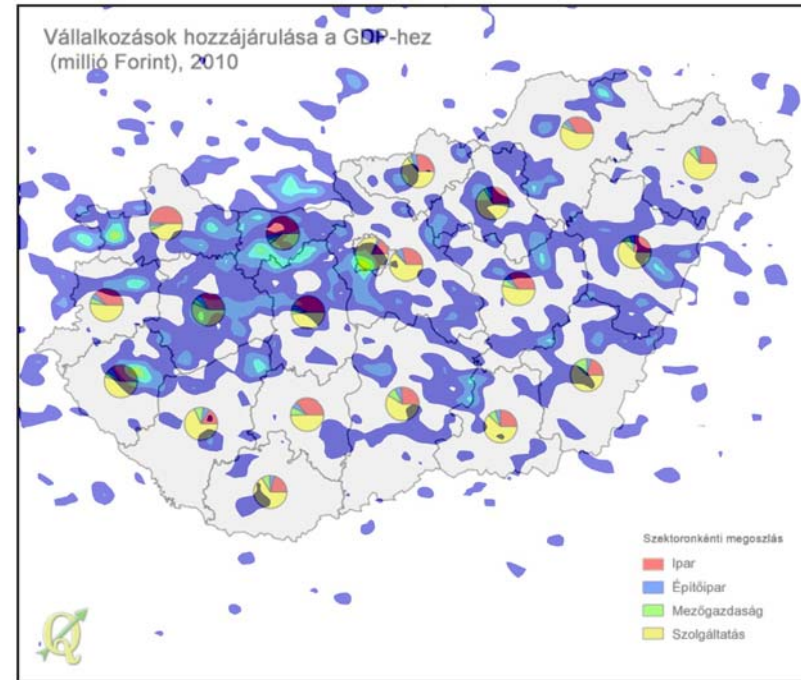 Vállalkozások hozzájárulása a GDP-hez
(millió Forint), 2010
Szektoronkénti megoszlás
Ipar
Építőipar
Mezőgazdaság
Szolgáltatás